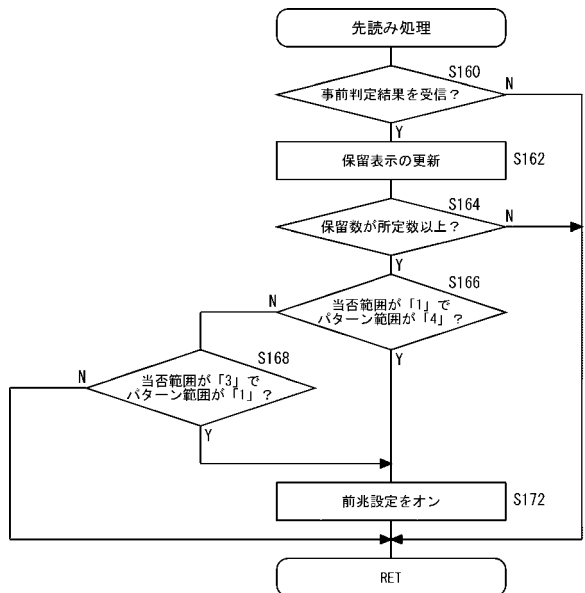 先読み処理
S160
事前判定結果を受信？
N
Y
保留表示の更新
S162
S164
保留数が所定数以上？
N
Y
S166
N
当否範囲が「1」で
パターン範囲が「4」？
Y
S168
N
当否範囲が「3」で
パターン範囲が「1」？
Y
前兆設定をオン
S172
RET